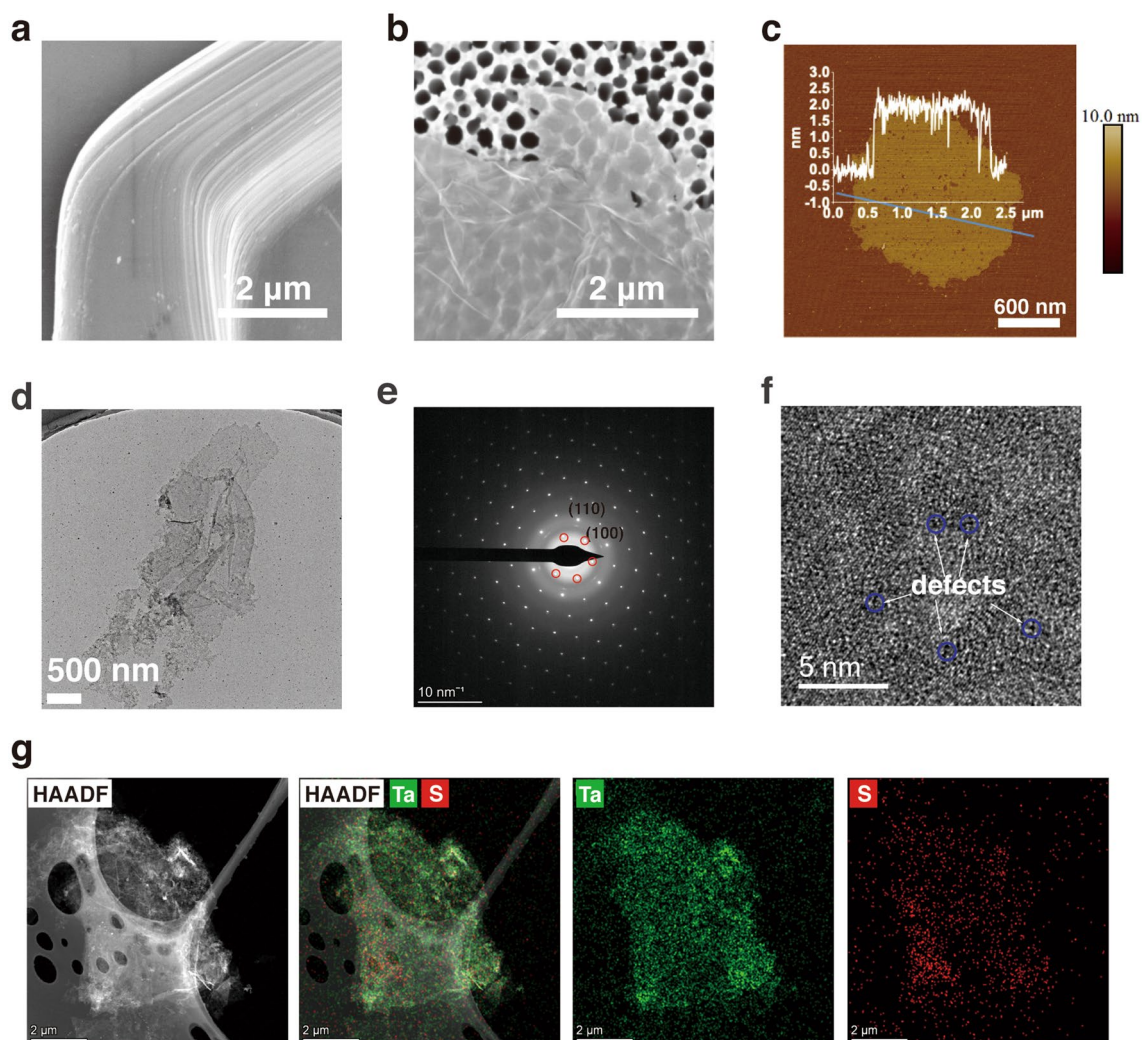 a
b
c
2 µm
2 µm
3.0
2.5
2.0
1.5
1.0
0.5
0.0
-0.5
-1.0
nm
0.0 0.5 1.0 1.5 2.0 2.5 µm
10.0 nm
600 nm
d
e
f
500 nm
(110)
(100)
10 nm⁻¹
defects
5 nm
g
HAADF
HAADF Ta S
Ta
S
2 µm
2 µm
2 µm
2 µm